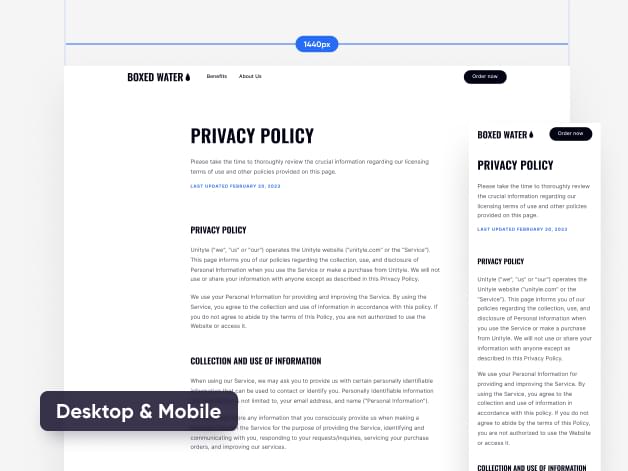 1440px
BOXED WATER
Benefits
About Us
Order now
PRIVACY POLICY
Please take the time to thoroughly review the crucial information regarding our licensing
terms of use and other policies provided on this page.
LAST UPDATED FEBRUARY 20, 2023
PRIVACY POLICY
Unityle ("we", "us" or "our") operates the Unityle website ("unityle.com" or the "Service").
This page informs you of our policies regarding the collection, use, and disclosure of
Personal Information when you use the Service or make a purchase from Unityle. We will not
use or share your information with anyone except as described in this Privacy Policy.
We use your Personal Information for providing and improving the Service. By using the
Service, you agree to the collection and use of information in accordance with this policy. If
you do not agree to abide by the terms of this Policy, you are not authorized to use the
Website or access it.
COLLECTION AND USE OF INFORMATION
When using our Service, we may ask you to provide us with certain personally identifiable
information that can be used to contact or identify you. Personally identifiable information
not limited to, your email address, and name ("Personal Information").
any information that you consciously provide us when making a
the Service for the purpose of providing the Service, identifying and
communicating with you, responding to your requests/inquiries, servicing your purchase
orders, and improving our services.
Desktop & Mobile
BOXED WATER
Order now
PRIVACY POLICY
Please take the time to thoroughly review
the crucial information regarding our
licensing terms of use and other policies
provided on this page.
LAST UPDATED FEBRUARY 20, 2023
PRIVACY POLICY
Unityle ("we", "us" or "our") operates the
Unityle website ("unityle.com" or the
"Service"). This page informs you of our
policies regarding the collection, use, and
disclosure of Personal Information when
you use the Service or make a purchase
from Unityle. We will not use or share your
information with anyone except as
described in this Privacy Policy.
We use your Personal Information for
providing and improving the Service. By
using the Service, you agree to the
collection and use of information in
accordance with this policy. If you do not
agree to abide by the terms of this Policy,
you are not authorized to use the Website
or access it.
COLLECTION AND USE OF INFORMATION